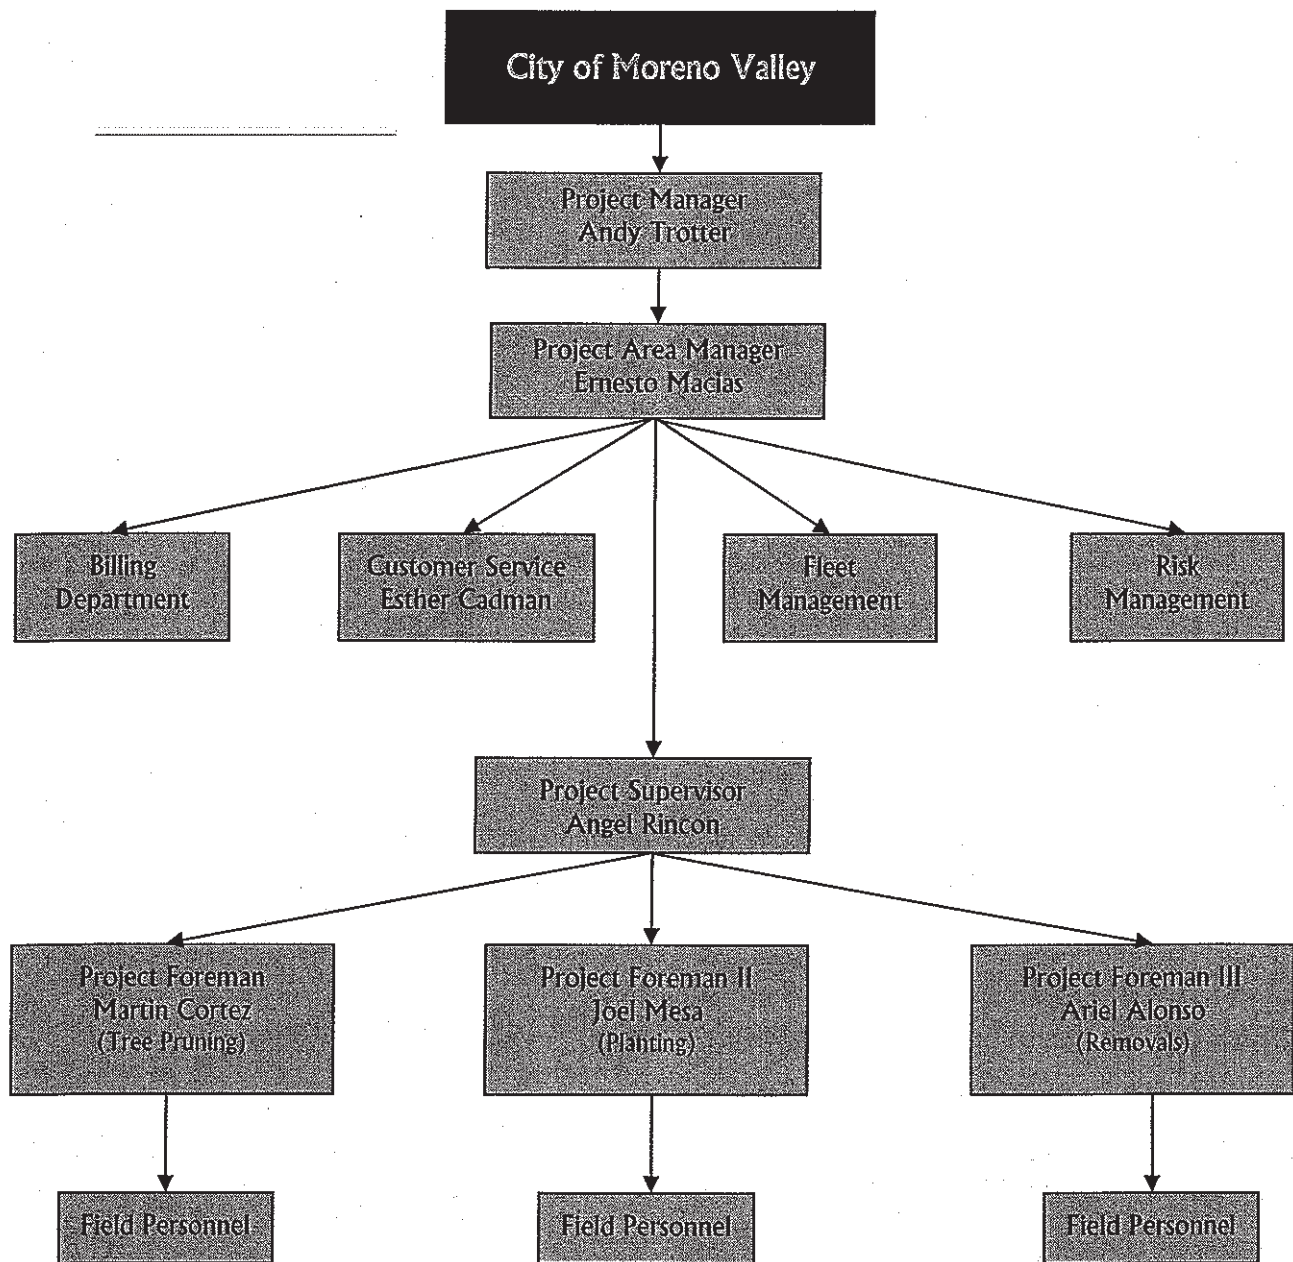 City of Moreno Valley
Project Manager
Andy Trotter
Project Area Manager
Ernesto Macias
Billing
Department
Customer Service
Esther Cadman
Fleet
Management
Risk
Management
Project Supervisor
Angel Rincon
Project Foreman
Martin Cortez
(Tree Pruning)
Project Foreman II
Joel Mesa
(Planting)
Project Foreman III
Ariel Alonso
(Removals)
Field Personnel
Field Personnel
Field Personnel